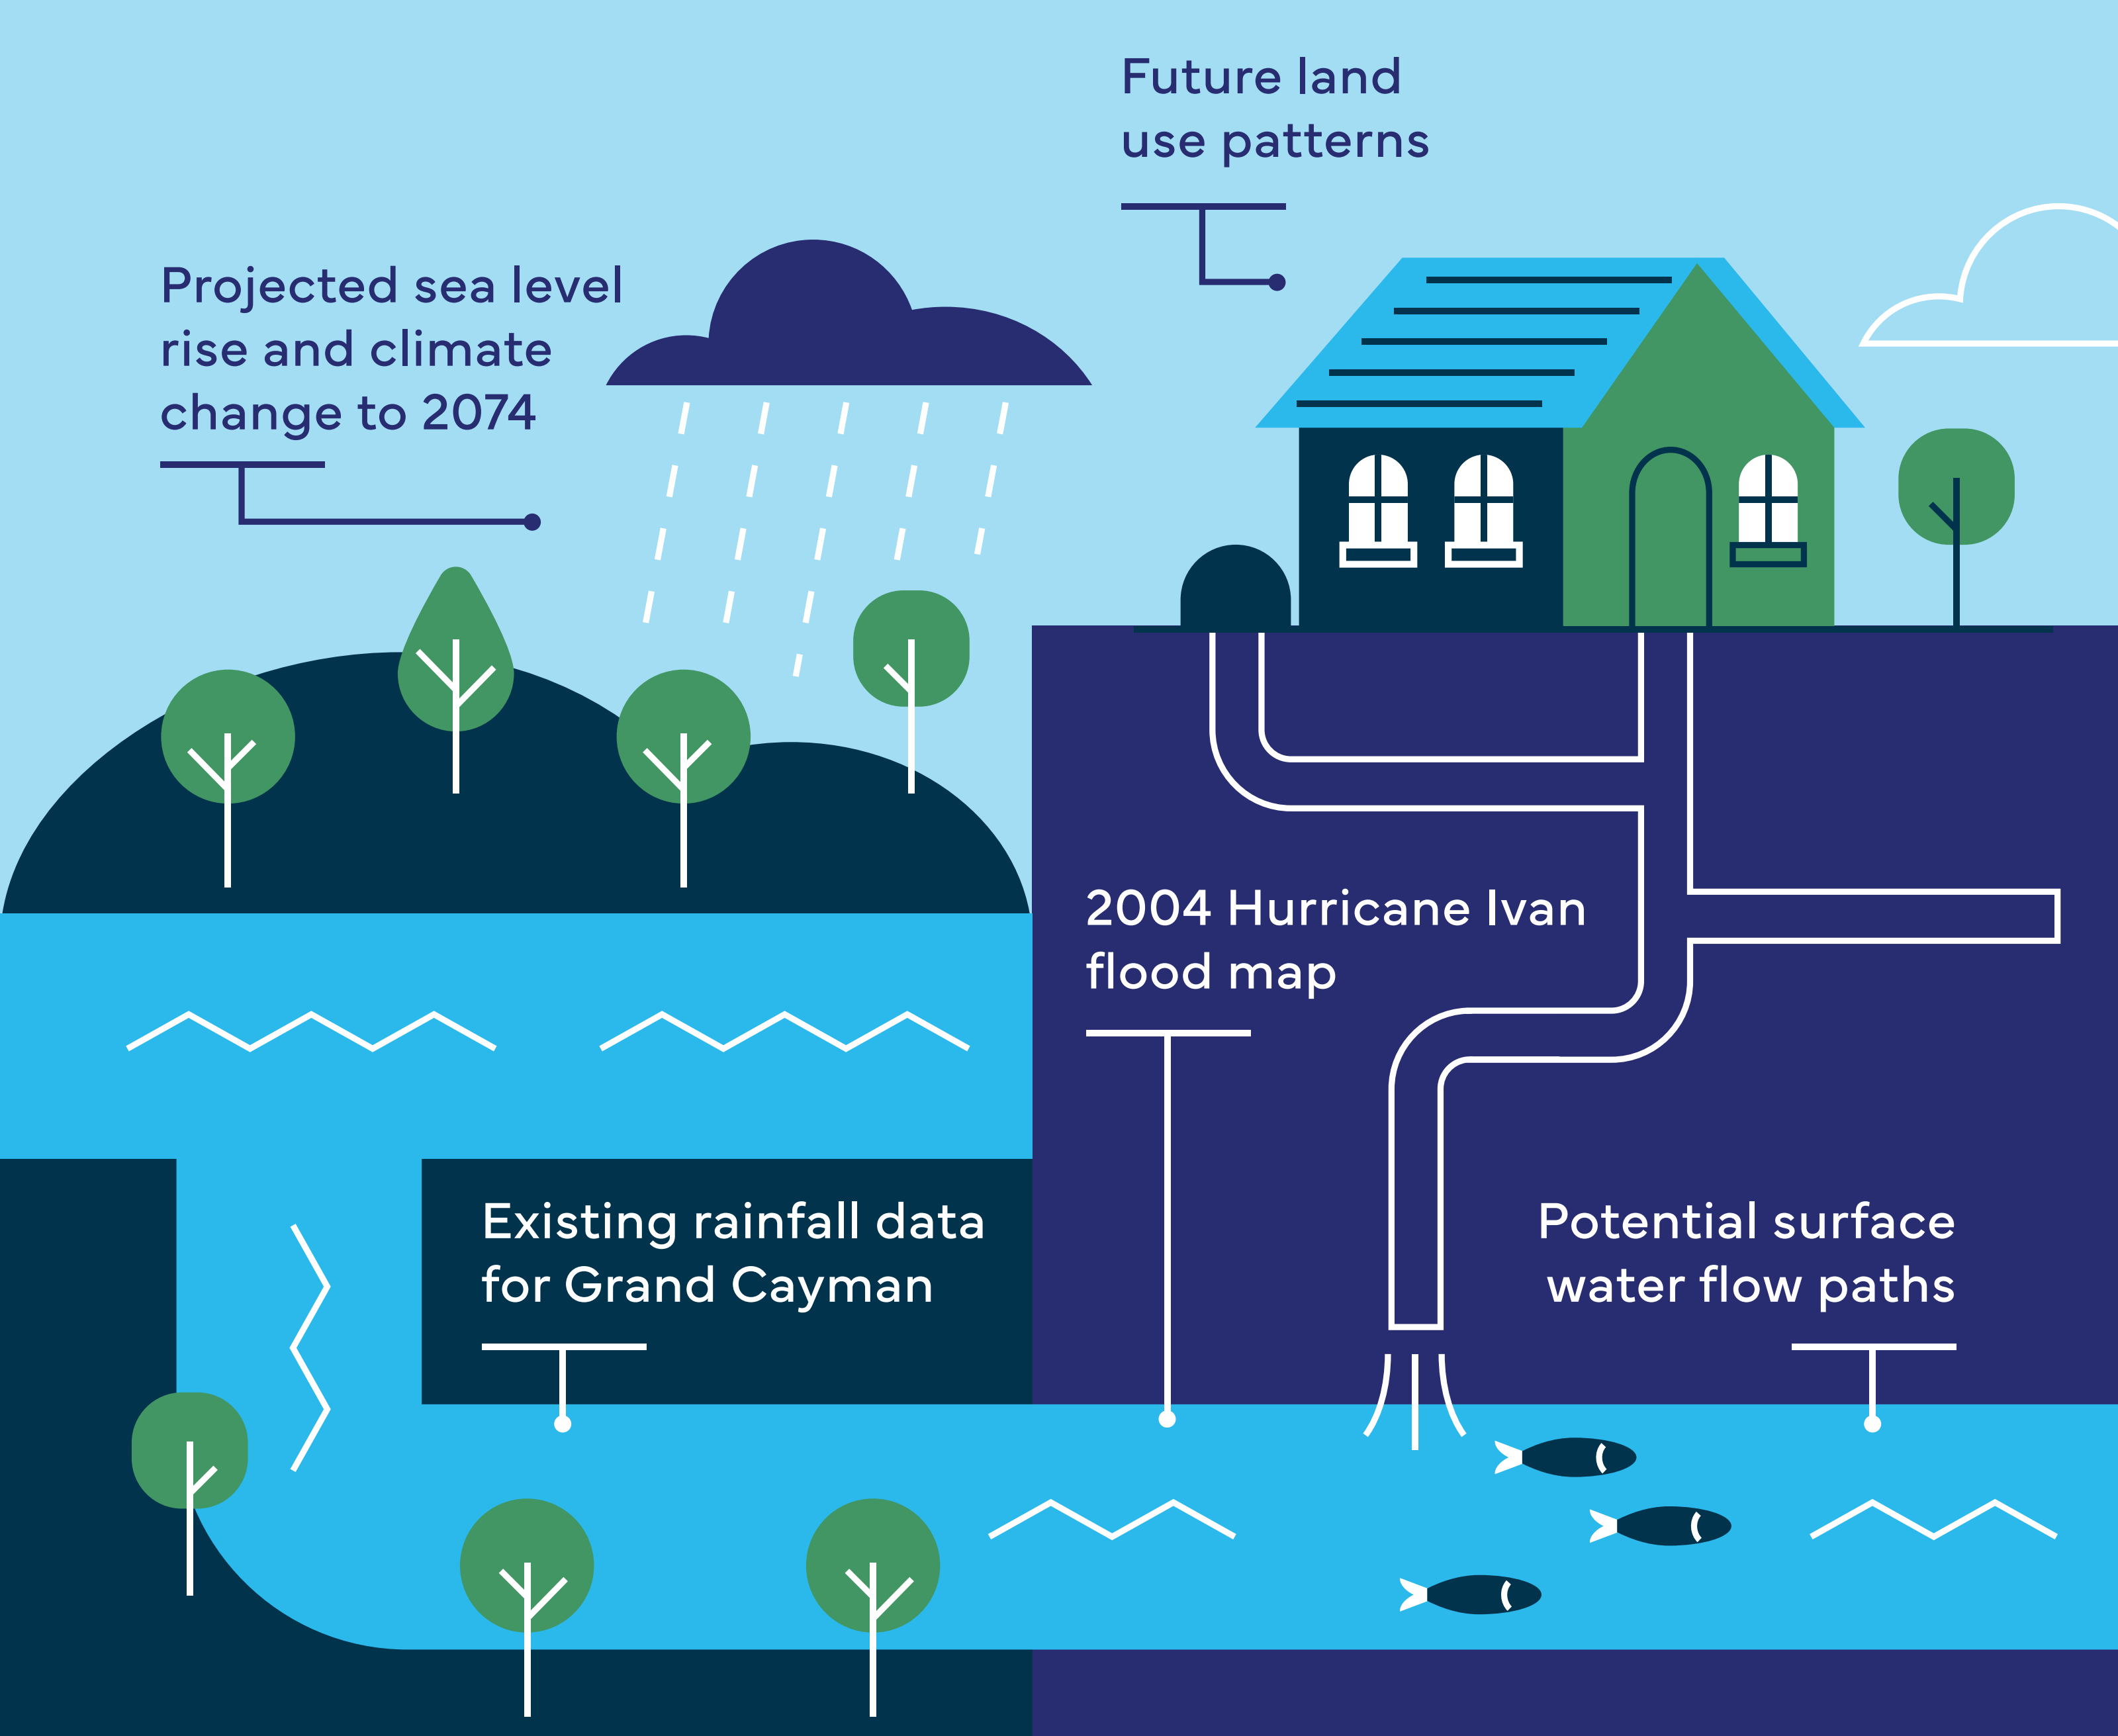 Future land
use patterns
Projected sea level
rise and climate
change to 2074
2004 Hurricane Ivan
flood map
Existing rainfall data
for Grand Cayman
Potential surface
water flow paths